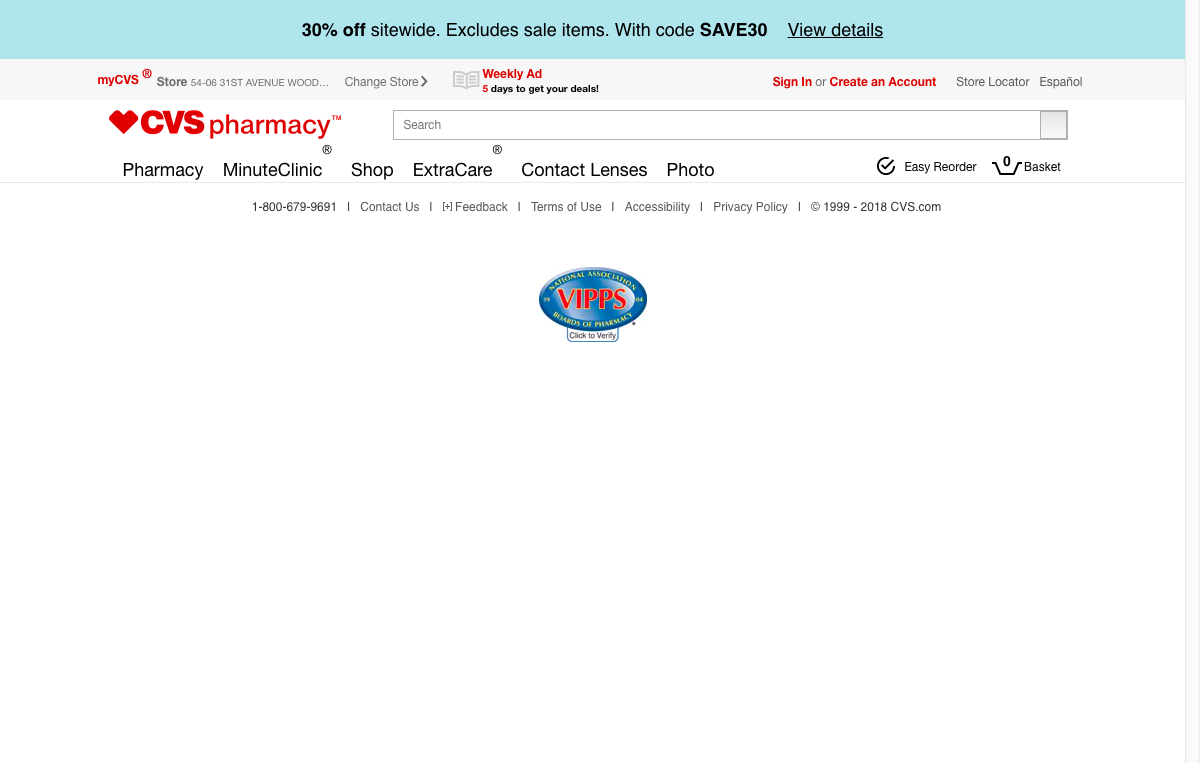 30% off sitewide. Excludes sale items. With code SAVE30 View details
myCVS® Store 54-06 31ST AVENUE WOOD... Change Store
Weekly Ad
5 days to get your deals!
Sign In or Create an Account Store Locator Español
CVS pharmacy™
Search
Pharmacy MinuteClinic® Shop ExtraCare® Contact Lenses Photo
Easy Reorder 0 Basket
1-800-679-9691 I Contact Us I [+] Feedback I Terms of Use I Accessibility I Privacy Policy I © 1999 - 2018 CVS.com
NATIONAL ASSOCIATION
19 VIPPS 04
BOARDS OF PHARMACY
Click to Verify